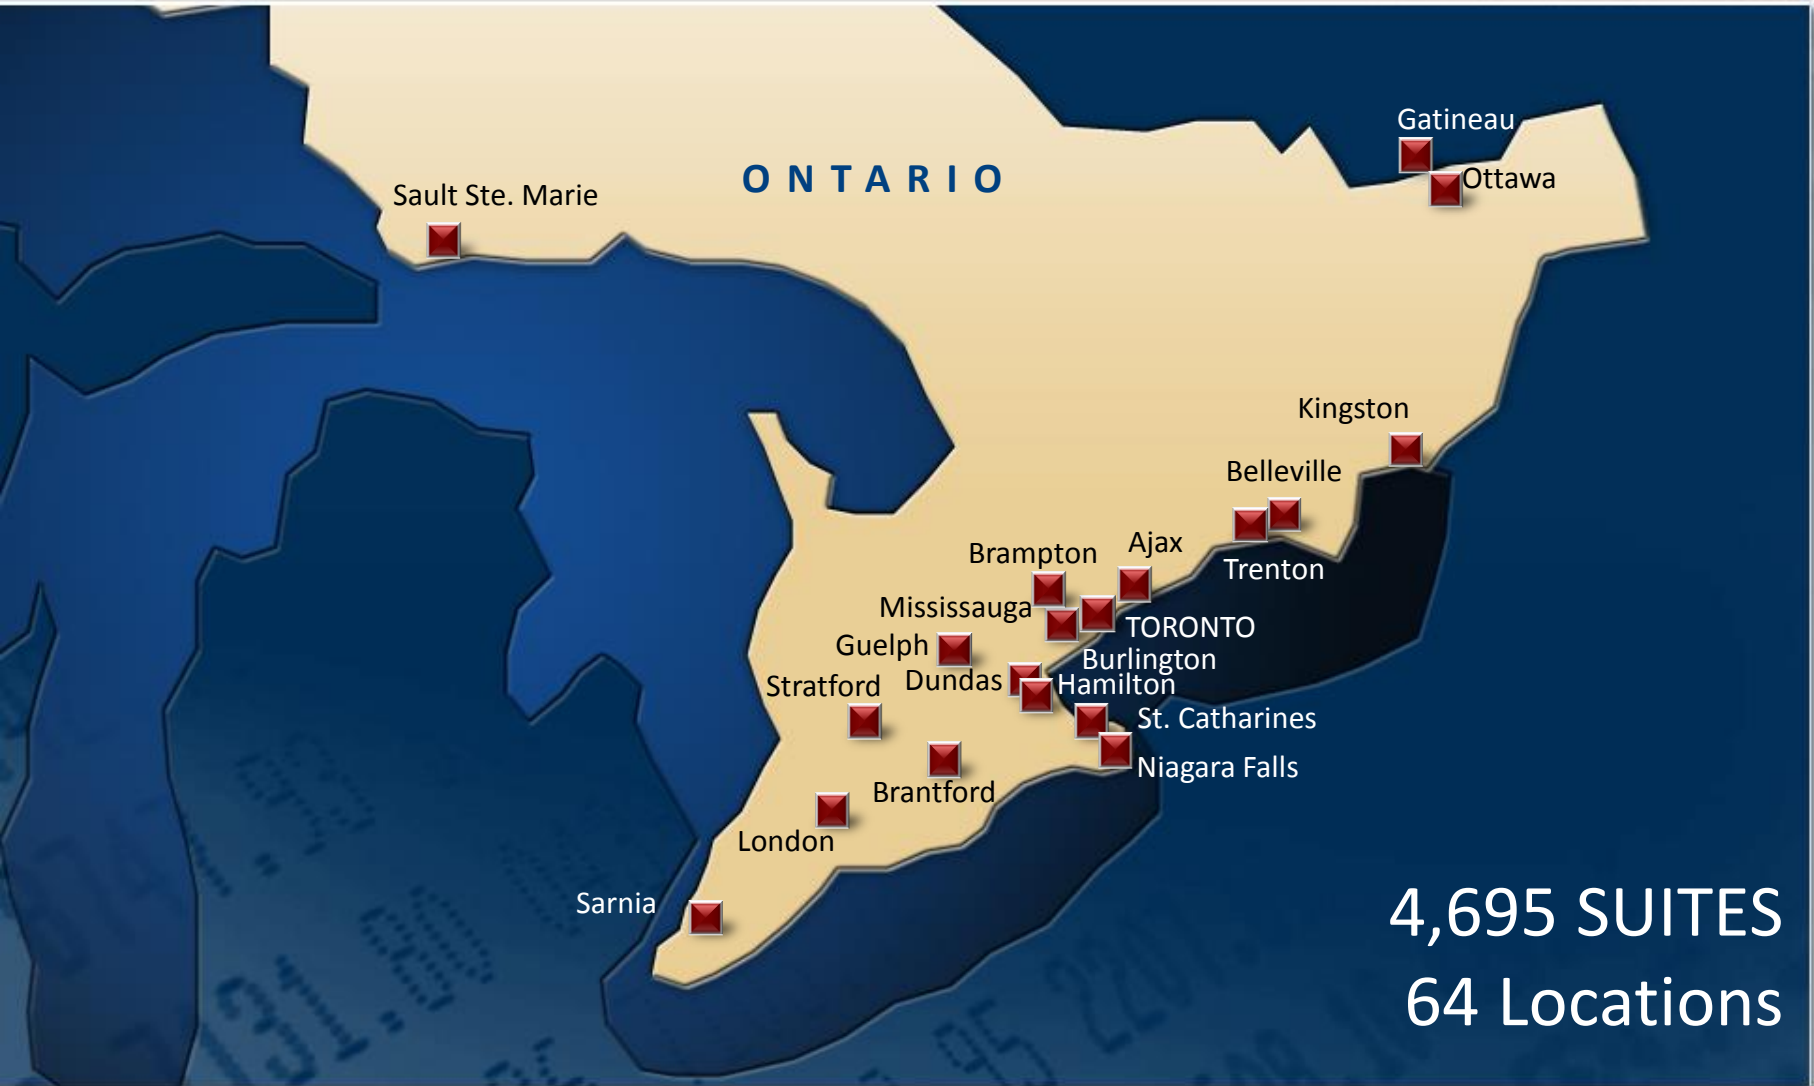 Gatineau
Ottawa
ONTARIO
Sault Ste. Marie
Kingston
Belleville
Ajax
Brampton
Trenton
Mississauga
TORONTO
Guelph
Burlington
Dundas
Hamilton
Stratford
St. Catharines
Niagara Falls
Brantford
London
Sarnia
4,695 SUITES
64 Locations